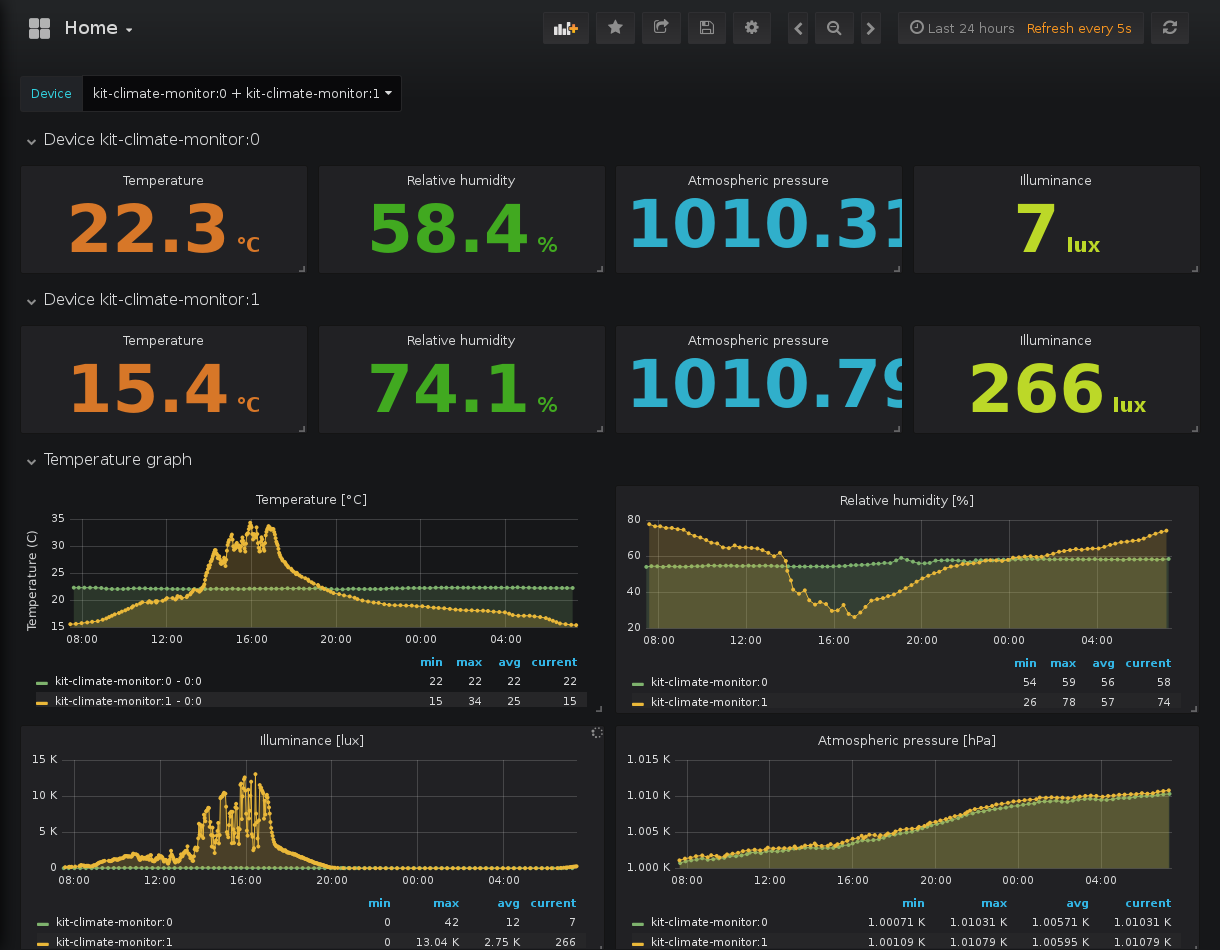 Home
Last 24 hours Refresh every 5s
Device kit-climate-monitor:0 + kit-climate-monitor:1
Device kit-climate-monitor:0
Temperature Relative humidity Atmospheric pressure Illuminance
22.3 °C 58.4 % 1010.31 7 lux
Device kit-climate-monitor:1
Temperature Relative humidity Atmospheric pressure Illuminance
15.4 °C 74.1 % 1010.79 266 lux
Temperature graph
Temperature [°C]
Temperature (C)
35
30
25
20
15
08:00 12:00 16:00 20:00 00:00 04:00
min max avg current
kit-climate-monitor:0 - 0:0 22 22 22 22
kit-climate-monitor:1 - 0:0 15 34 25 15
Relative humidity [%]
80
60
40
20
08:00 12:00 16:00 20:00 00:00 04:00
min max avg current
kit-climate-monitor:0 54 59 56 58
kit-climate-monitor:1 26 78 57 74
Illuminance [lux]
15 K
10 K
5 K
0
08:00 12:00 16:00 20:00 00:00 04:00
min max avg current
kit-climate-monitor:0 0 42 12 7
kit-climate-monitor:1 0 13.04 K 2.75 K 266
Atmospheric pressure [hPa]
1.015 K
1.010 K
1.005 K
1.000 K
08:00 12:00 16:00 20:00 00:00 04:00
min max avg current
kit-climate-monitor:0 1.00071 K 1.01031 K 1.00571 K 1.01031 K
kit-climate-monitor:1 1.00109 K 1.01079 K 1.00595 K 1.01079 K